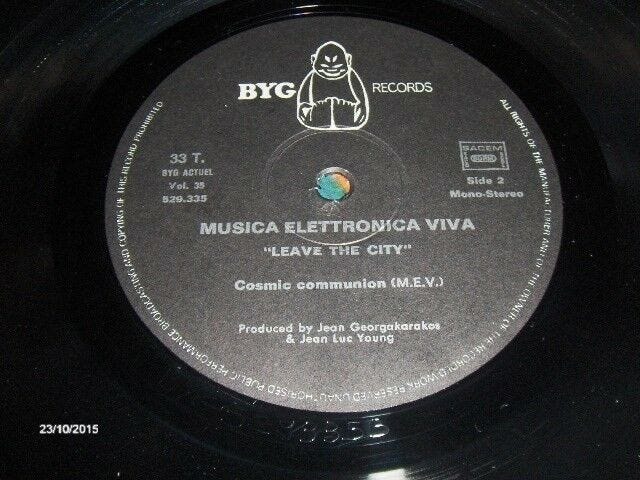 BYG RECORDS
33 T.
BYG ACTUEL
Vol. 35
529.335
SACEM
Side 2
Mono-Stereo
MUSICA ELETTRONICA VIVA
"LEAVE THE CITY"
Cosmic communion (M.E.V.)
Produced by Jean Georgakarakos
& Jean Luc Young
ALL RIGHTS OF THE MANUFACTURER AND OF THE OWNER OF THE RECORDED WORK RESERVED UNAUTHORISED PUBLIC PERFORMANCE BROADCASTING AND COPYING OF THIS RECORD PROHIBITED
23/10/2015